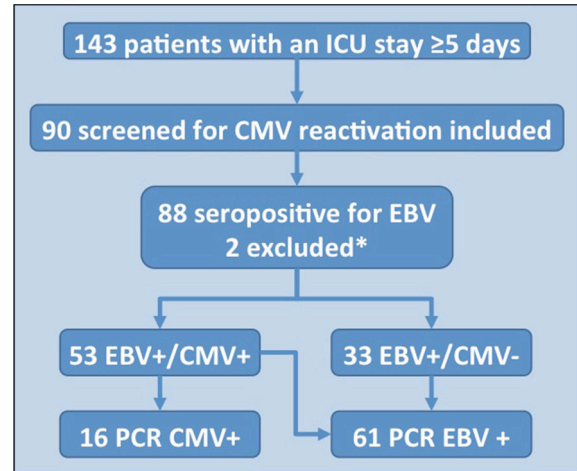 143 patients with an ICU stay ≥5 days
90 screened for CMV reactivation included
88 seropositive for EBV
2 excluded*
53 EBV+/CMV+
33 EBV+/CMV-
16 PCR CMV+
61 PCR EBV +